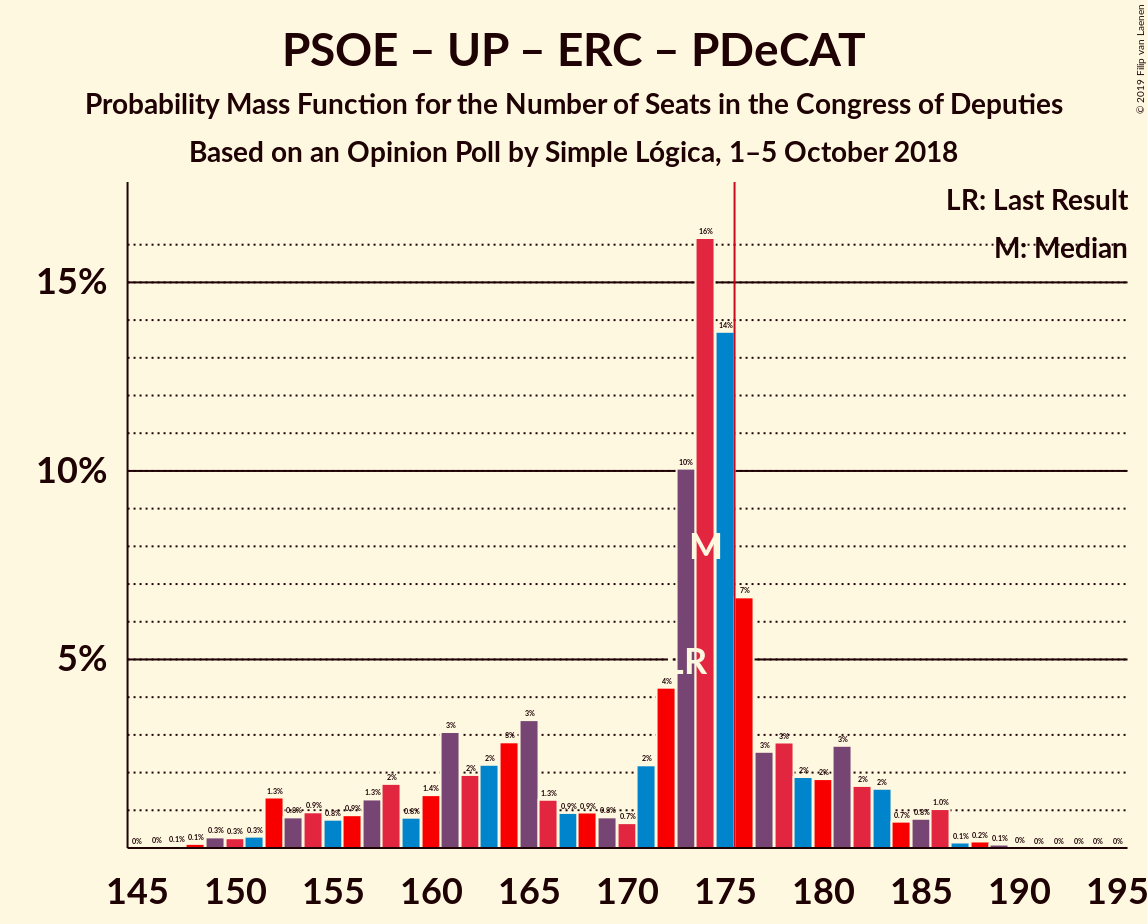 PSOE – UP – ERC – PDeCAT
Probability Mass Function for the Number of Seats in the Congress of Deputies
Based on an Opinion Poll by Simple Lógica, 1–5 October 2018
© 2019 Filip van Laenen
LR: Last Result
M: Median
15%
10%
5%
0% 0% 0.1% 0.1% 0.3% 0.3% 0.3% 1.3% 0.8% 0.9% 0.8% 0.9% 1.3% 2% 0.8% 1.4% 3% 2% 2% 3% 3% 1.3% 0.9% 0.9% 0.8% 0.7% 2% 4% 10% 16% 14% 7% 3% 3% 2% 2% 3% 2% 2% 0.7% 0.8% 1.0% 0.1% 0.2% 0.1% 0% 0% 0% 0% 0% 0%
M
LR
145 150 155 160 165 170 175 180 185 190 195